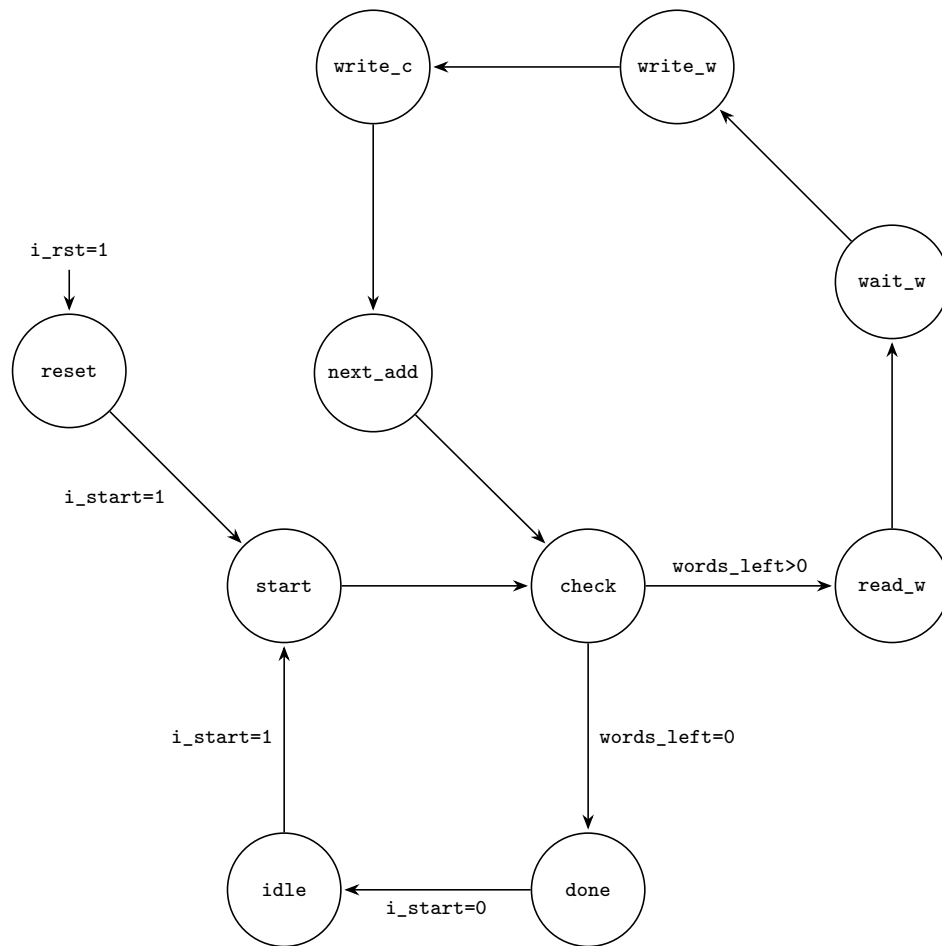 write_c
write_w
i_rst=1
wait_w
reset
next_add
i_start=1
start
check
words_left>0
read_w
i_start=1
words_left=0
idle
i_start=0
done